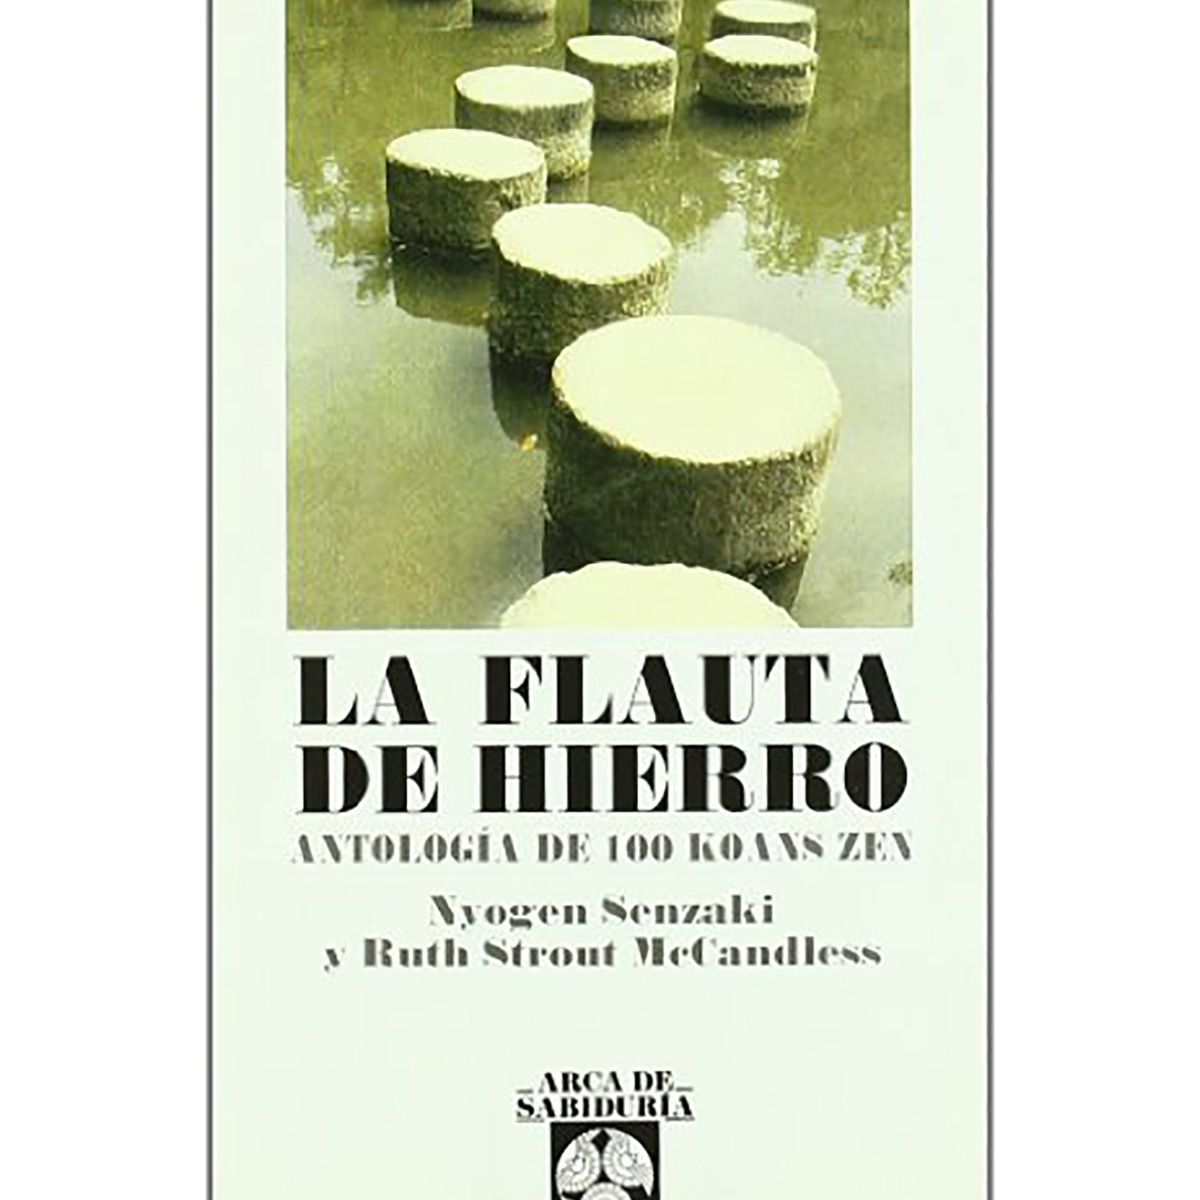 LA FLAUTA
DE HIERRO
ANTOLOGÍA DE 100 KOANS ZEN
Nyogen Senzaki
y Ruth Strout McCandless
ARCA DE
SABIDURÍA